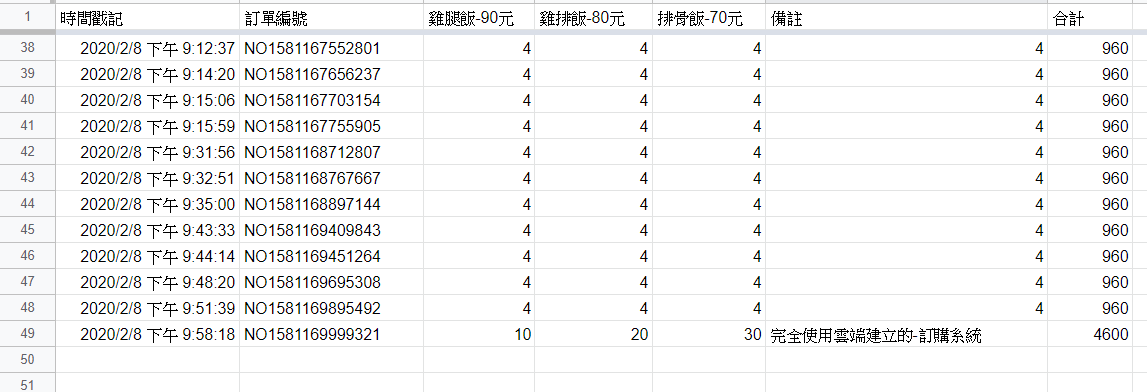 1 時間戳記 訂單編號 雞腿飯-90元 雞排飯-80元 排骨飯-70元 備註 合計
38 2020/2/8 下午 9:12:37 NO1581167552801 4 4 4 4 960
39 2020/2/8 下午 9:14:20 NO1581167656237 4 4 4 4 960
40 2020/2/8 下午 9:15:06 NO1581167703154 4 4 4 4 960
41 2020/2/8 下午 9:15:59 NO1581167755905 4 4 4 4 960
42 2020/2/8 下午 9:31:56 NO1581168712807 4 4 4 4 960
43 2020/2/8 下午 9:32:51 NO1581168767667 4 4 4 4 960
44 2020/2/8 下午 9:35:00 NO1581168897144 4 4 4 4 960
45 2020/2/8 下午 9:43:33 NO1581169409843 4 4 4 4 960
46 2020/2/8 下午 9:44:14 NO1581169451264 4 4 4 4 960
47 2020/2/8 下午 9:48:20 NO1581169695308 4 4 4 4 960
48 2020/2/8 下午 9:51:39 NO1581169895492 4 4 4 4 960
49 2020/2/8 下午 9:58:18 NO1581169999321 10 20 30 完全使用雲端建立的-訂購系統 4600
50
51